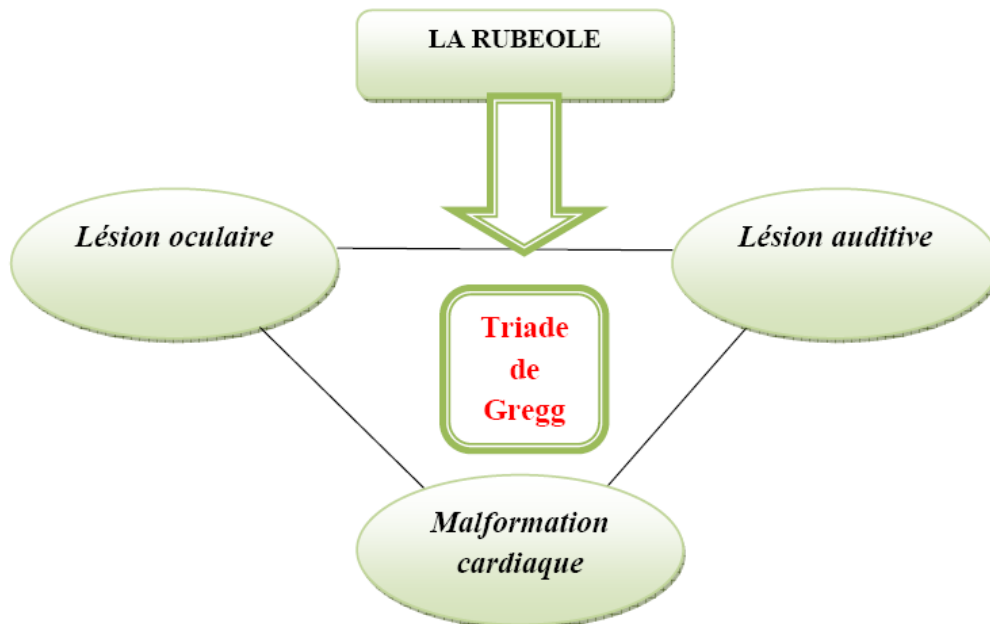 LA RUBEOLE
Lésion oculaire
Lésion auditive
Triade
de
Gregg
Malformation
cardiaque